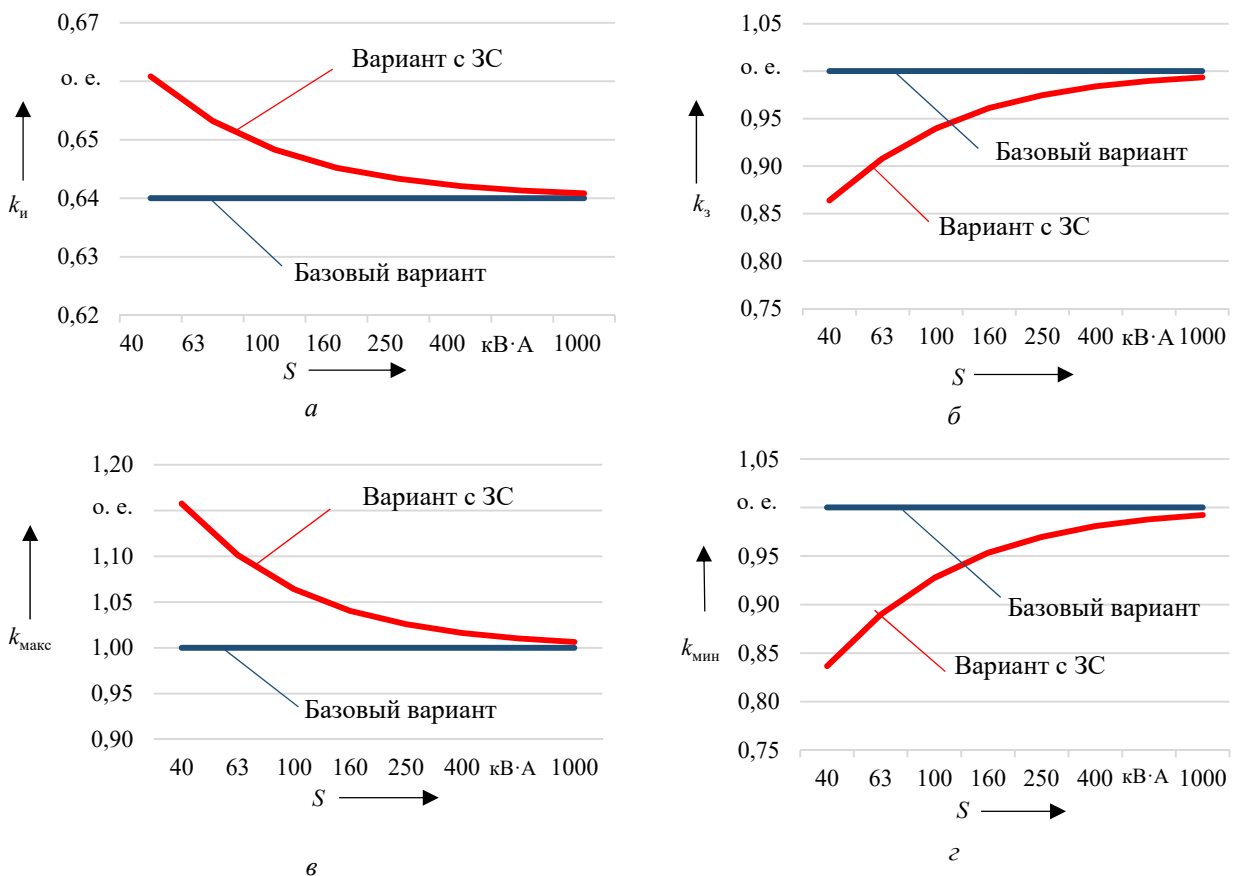 0,67
о. е.
0,65
0,64
0,63
0,62
kи
Вариант с ЗС
Базовый вариант
40 63 100 160 250 400 кВ·А 1000
S
а
1,05
о. е.
0,95
0,90
0,85
0,80
0,75
kз
Базовый вариант
Вариант с ЗС
40 63 100 160 250 400 кВ·А 1000
S
б
1,20
о. е.
1,10
1,05
1,00
0,95
0,90
kмакс
Вариант с ЗС
Базовый вариант
40 63 100 160 250 400 кВ·А 1000
S
в
1,05
о. е.
0,95
0,90
0,85
0,80
0,75
kмин
Базовый вариант
Вариант с ЗС
40 63 100 160 250 400 кВ·А 1000
S
г